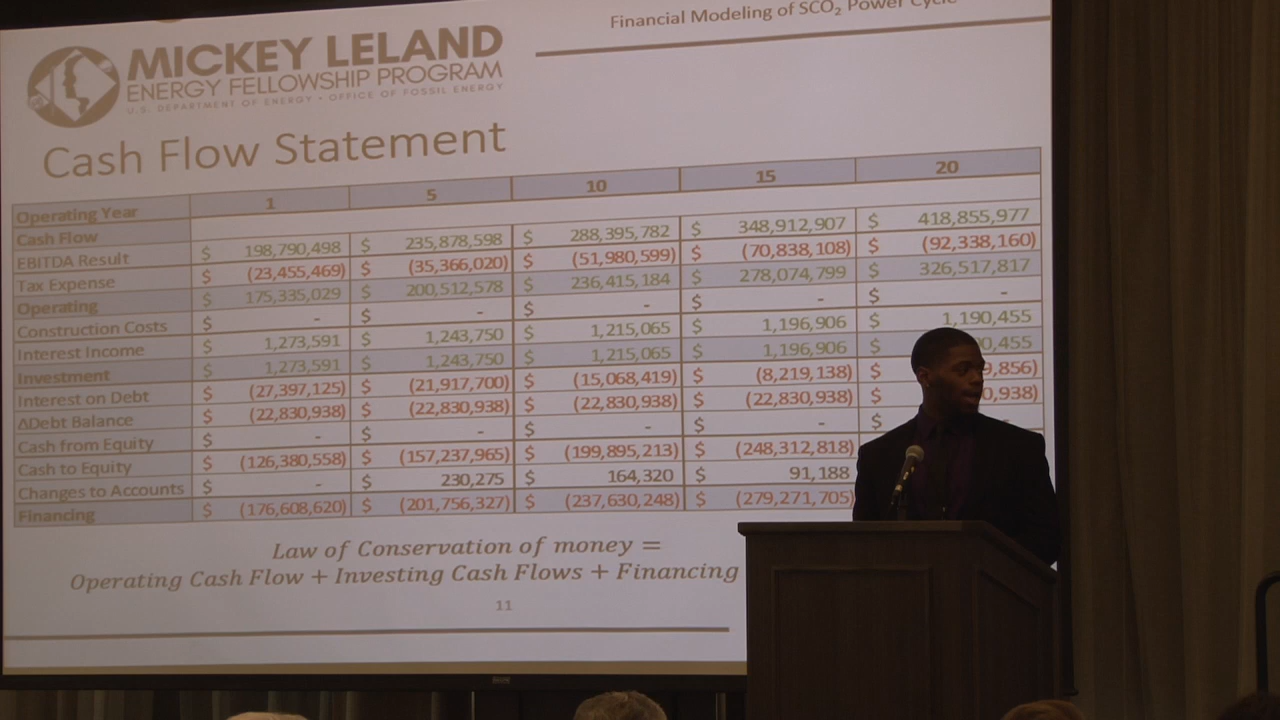 Financial Modeling of SCO₂ Power Cycle
MICKEY LELAND
ENERGY FELLOWSHIP PROGRAM
U.S. DEPARTMENT OF ENERGY • OFFICE OF FOSSIL ENERGY
Cash Flow Statement
Operating Year 1 5 10 15 20
Cash Flow
EBITDA Result $ 198,790,498 $ 235,878,598 $ 288,395,782 $ 348,912,907 $ 418,855,977
Tax Expense $ (23,455,469) $ (35,366,020) $ (51,980,599) $ (70,838,108) $ (92,338,160)
Operating $ 175,335,029 $ 200,512,578 $ 236,415,184 $ 278,074,799 $ 326,517,817
Construction Costs $ - $ - $ - $ - $ -
Interest Income $ 1,273,591 $ 1,243,750 $ 1,215,065 $ 1,196,906 $ 1,190,455
Investment $ 1,273,591 $ 1,243,750 $ 1,215,065 $ 1,196,906 $ 0,455
Interest on Debt $ (27,397,125) $ (21,917,700) $ (15,068,419) $ (8,219,138) $ 9,856)
ΔDebt Balance $ (22,830,938) $ (22,830,938) $ (22,830,938) $ (22,830,938) $ 0,938)
Cash from Equity $ - $ - $ - $ - $ -
Cash to Equity $ (126,380,558) $ (157,237,965) $ (199,895,213) $ (248,312,818)
Changes to Accounts $ - $ 230,275 $ 164,320 $ 91,188
Financing $ (176,608,620) $ (201,756,327) $ (237,630,248) $ (279,271,705)
Law of Conservation of money =
Operating Cash Flow + Investing Cash Flows + Financing
11